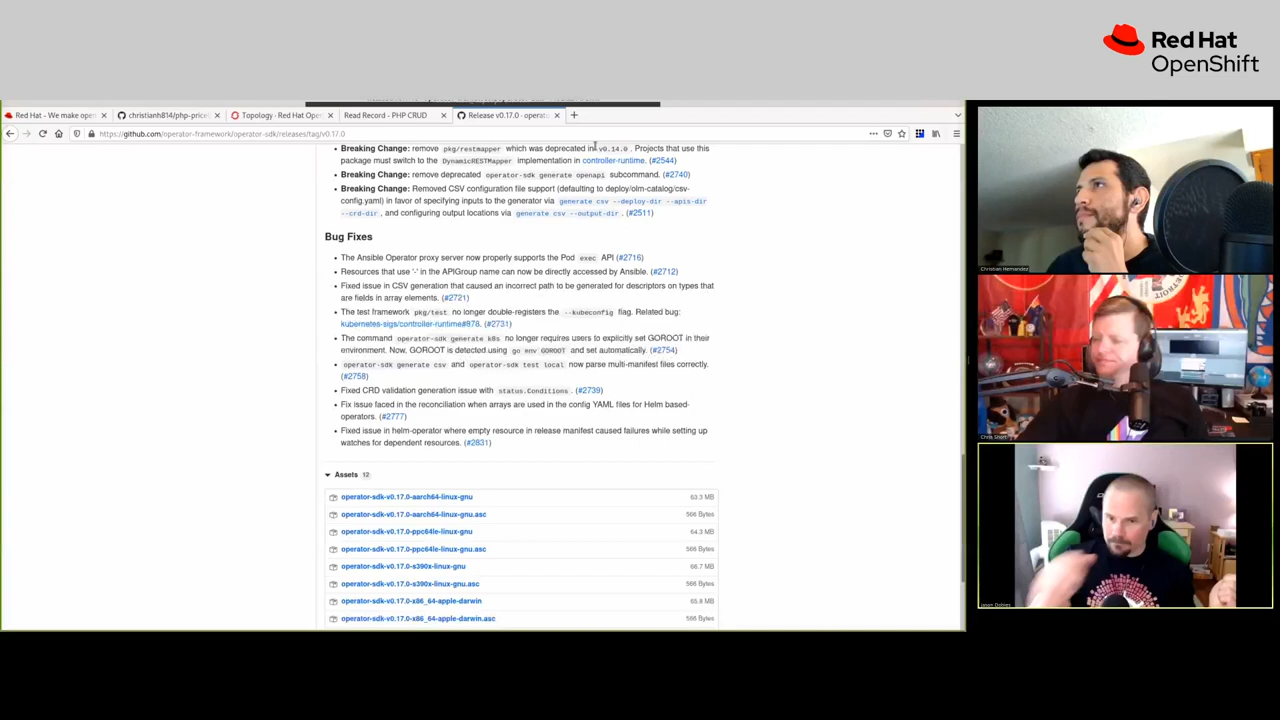 Red Hat
OpenShift
Red Hat - We make open
christianh814/php-price
Topology · Red Hat Ope
Read Record - PHP CRUD
Release v0.17.0 · operato
https://github.com/operator-framework/operator-sdk/releases/tag/v0.17.0
Breaking Change: remove pkg/restmapper which was deprecated in v0.14.0. Projects that use this
package must switch to the DynamicRESTMapper implementation in controller-runtime. (#2544)
Breaking Change: remove deprecated operator-sdk generate openapi subcommand. (#2740)
Breaking Change: Removed CSV configuration file support (defaulting to deploy/olm-catalog/csv-
config.yaml) in favor of specifying inputs to the generator via generate csv --deploy-dir --apis-dir
--crd-dir, and configuring output locations via generate csv --output-dir. (#2511)
Bug Fixes
The Ansible Operator proxy server now properly supports the Pod exec API (#2716)
Resources that use '-' in the APIGroup name can now be directly accessed by Ansible. (#2712)
Fixed issue in CSV generation that caused an incorrect path to be generated for descriptors on types that
are fields in array elements. (#2721)
The test framework pkg/test no longer double-registers the --kubeconfig flag. Related bug:
kubernetes-sigs/controller-runtime#878. (#2731)
The command operator-sdk generate k8s no longer requires users to explicitly set GOROOT in their
environment. Now, GOROOT is detected using go env GOROOT and set automatically. (#2754)
operator-sdk generate csv and operator-sdk test local now parse multi-manifest files correctly.
(#2758)
Fixed CRD validation generation issue with status.Conditions. (#2739)
Fix issue faced in the reconciliation when arrays are used in the config YAML files for Helm based-
operators. (#2777)
Fixed issue in helm-operator where empty resource in release manifest caused failures while setting up
watches for dependent resources. (#2831)
Assets 12
operator-sdk-v0.17.0-aarch64-linux-gnu 63.3 MB
operator-sdk-v0.17.0-aarch64-linux-gnu.asc 566 Bytes
operator-sdk-v0.17.0-ppc64le-linux-gnu 64.3 MB
operator-sdk-v0.17.0-ppc64le-linux-gnu.asc 566 Bytes
operator-sdk-v0.17.0-s390x-linux-gnu 66.7 MB
operator-sdk-v0.17.0-s390x-linux-gnu.asc 566 Bytes
operator-sdk-v0.17.0-x86_64-apple-darwin 65.8 MB
operator-sdk-v0.17.0-x86_64-apple-darwin.asc 566 Bytes
Christian Hernandez
Chris Short
Jason Dobies
DETROIT